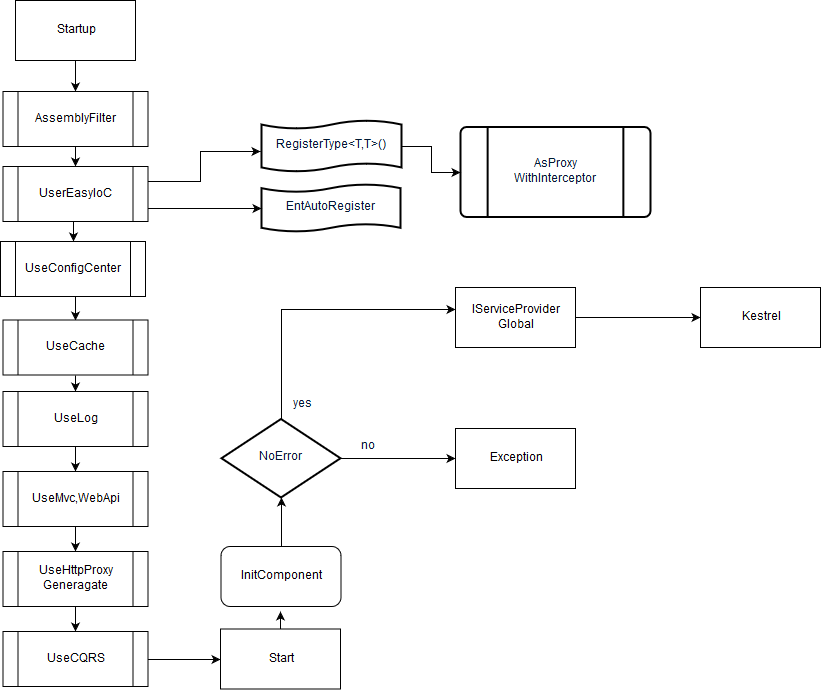 Startup
AssemblyFilter
UserEasyIoC
RegisterType<T,T>()
AsProxy
WithInterceptor
EntAutoRegister
UseConfigCenter
UseCache
UseLog
UseMvc,WebApi
UseHttpProxy
Generagate
UseCQRS
Start
InitComponent
NoError
yes
no
IServiceProvider
Global
Kestrel
Exception